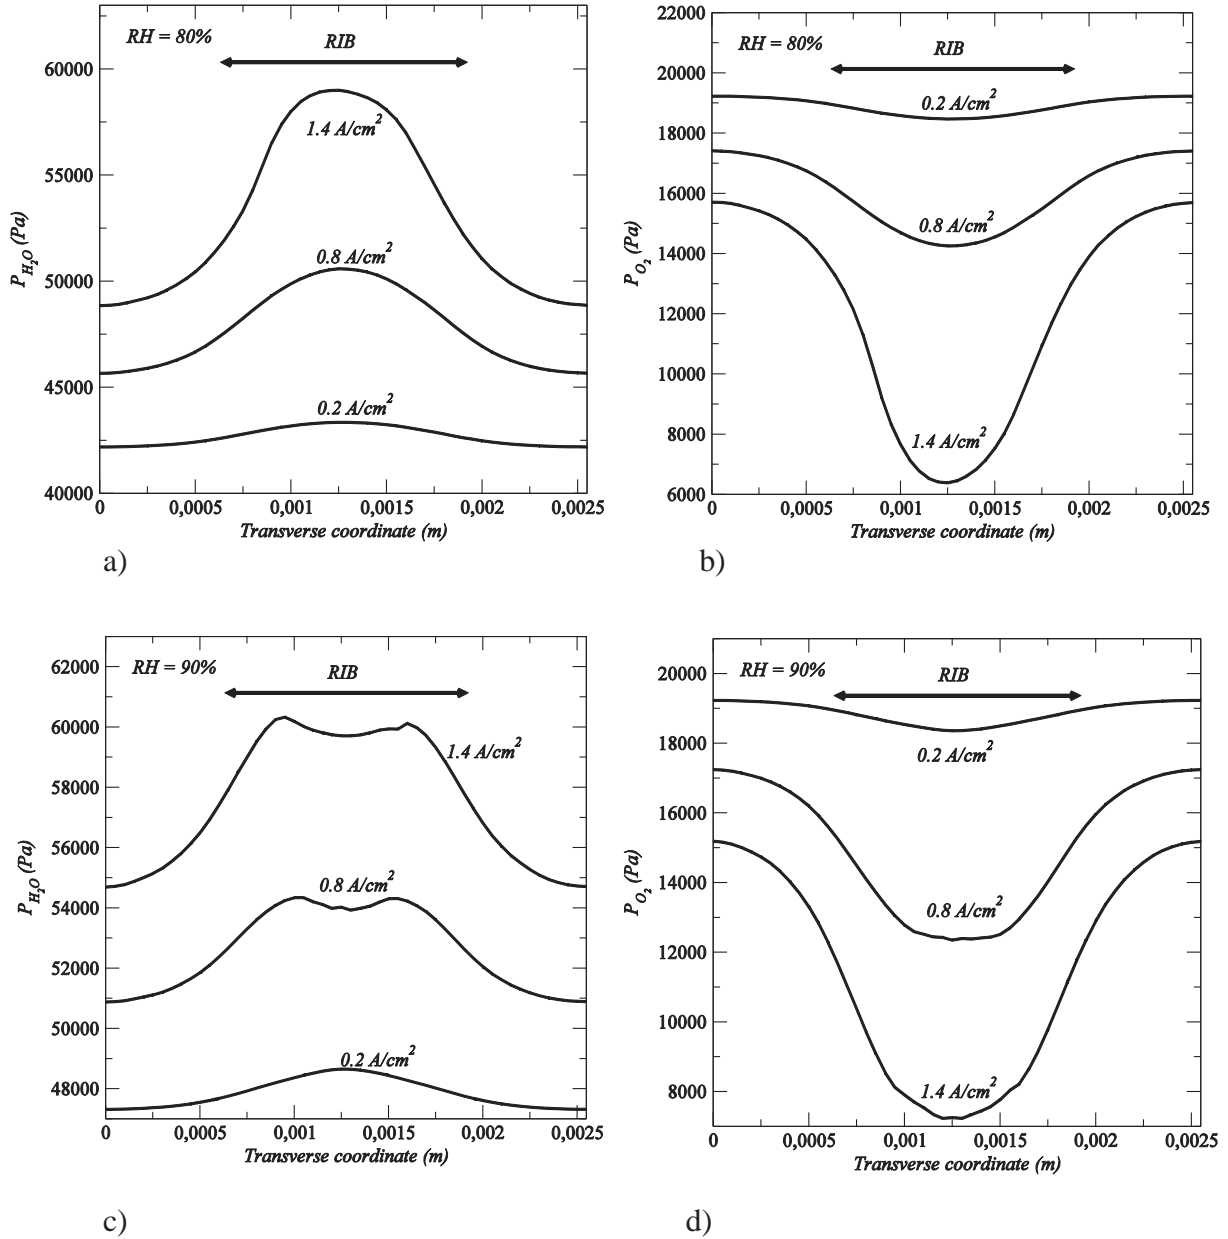 RH = 80%
RIB
60000
1.4 A/cm²
55000
P_H₂O (Pa)
0.8 A/cm²
50000
45000
0.2 A/cm²
40000
0 0,0005 0,001 0,0015 0,002 0,0025
Transverse coordinate (m)
a)
22000
RH = 80%
RIB
20000
0.2 A/cm²
18000
16000
0.8 A/cm²
P_O₂ (Pa)
14000
12000
10000
8000
1.4 A/cm²
6000
0 0,0005 0,001 0,0015 0,002 0,0025
Transverse coordinate (m)
b)
62000
RH = 90%
RIB
60000
1.4 A/cm²
58000
P_H₂O (Pa)
56000
0.8 A/cm²
54000
52000
50000
0.2 A/cm²
48000
0 0,0005 0,001 0,0015 0,002 0,0025
Transverse coordinate (m)
c)
20000
RH = 90%
RIB
18000
0.2 A/cm²
16000
P_O₂ (Pa)
14000
0.8 A/cm²
12000
10000
8000
1.4 A/cm²
0 0,0005 0,001 0,0015 0,002 0,0025
Transverse coordinate (m)
d)